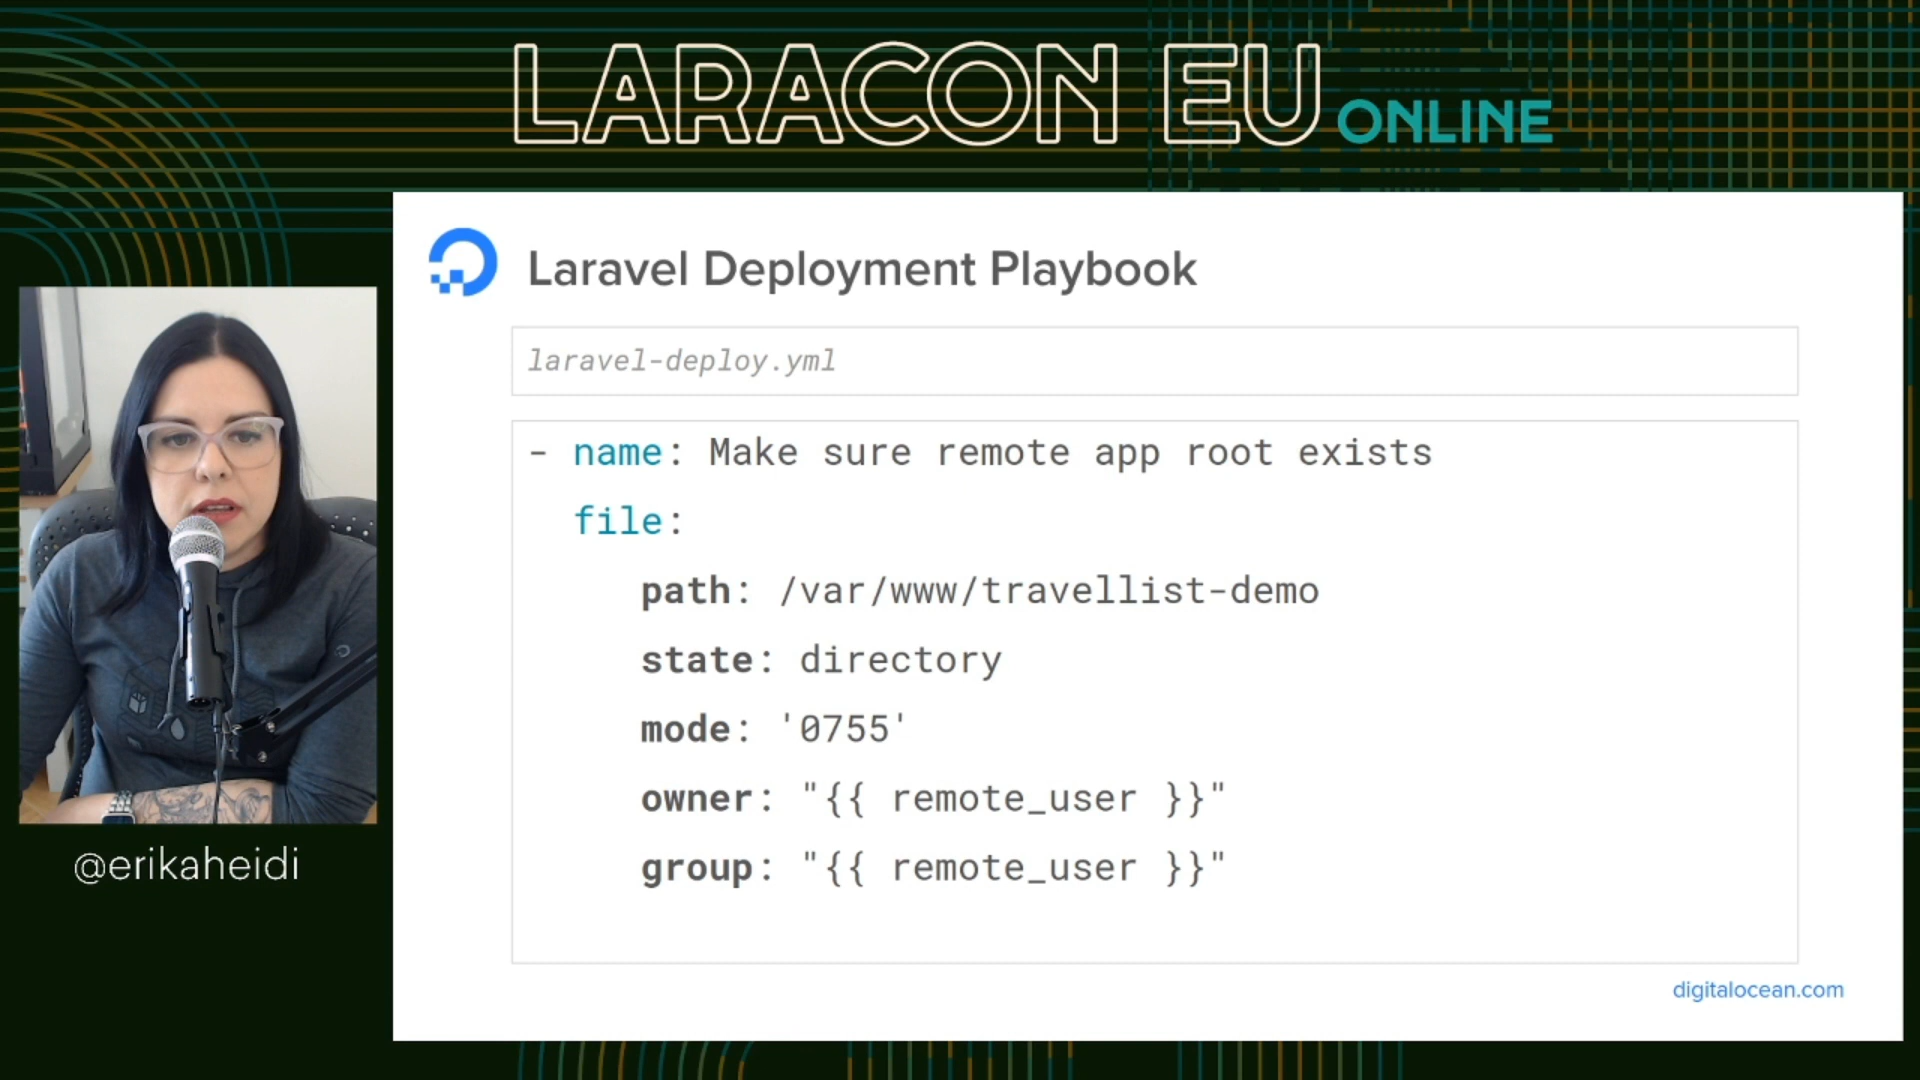 LARACON EU ONLINE
Laravel Deployment Playbook
laravel-deploy.yml
- name: Make sure remote app root exists
file:
path: /var/www/travellist-demo
state: directory
mode: '0755'
owner: "{{ remote_user }}"
group: "{{ remote_user }}"
@erikaheidi
digitalocean.com